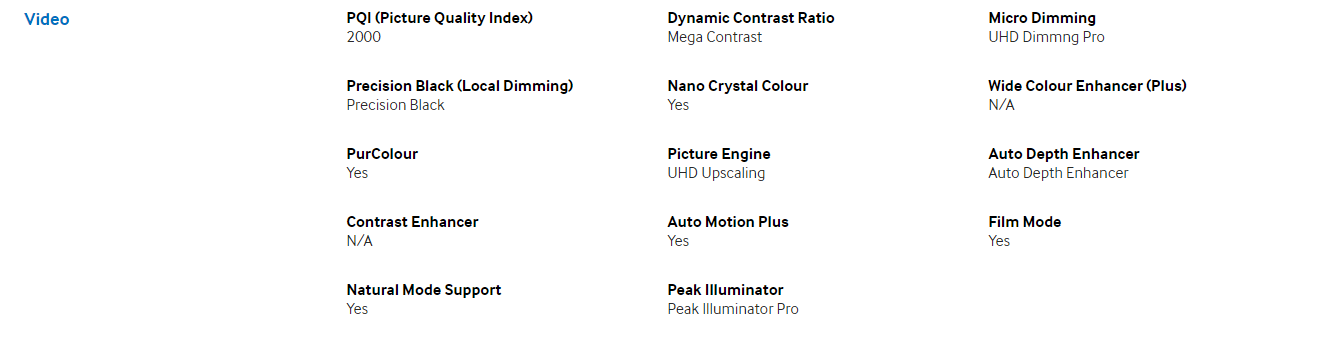 Video
PQI (Picture Quality Index)
2000
Dynamic Contrast Ratio
Mega Contrast
Micro Dimming
UHD Dimmng Pro
Precision Black (Local Dimming)
Precision Black
Nano Crystal Colour
Yes
Wide Colour Enhancer (Plus)
N/A
PurColour
Yes
Picture Engine
UHD Upscaling
Auto Depth Enhancer
Auto Depth Enhancer
Contrast Enhancer
N/A
Auto Motion Plus
Yes
Film Mode
Yes
Natural Mode Support
Yes
Peak Illuminator
Peak Illuminator Pro